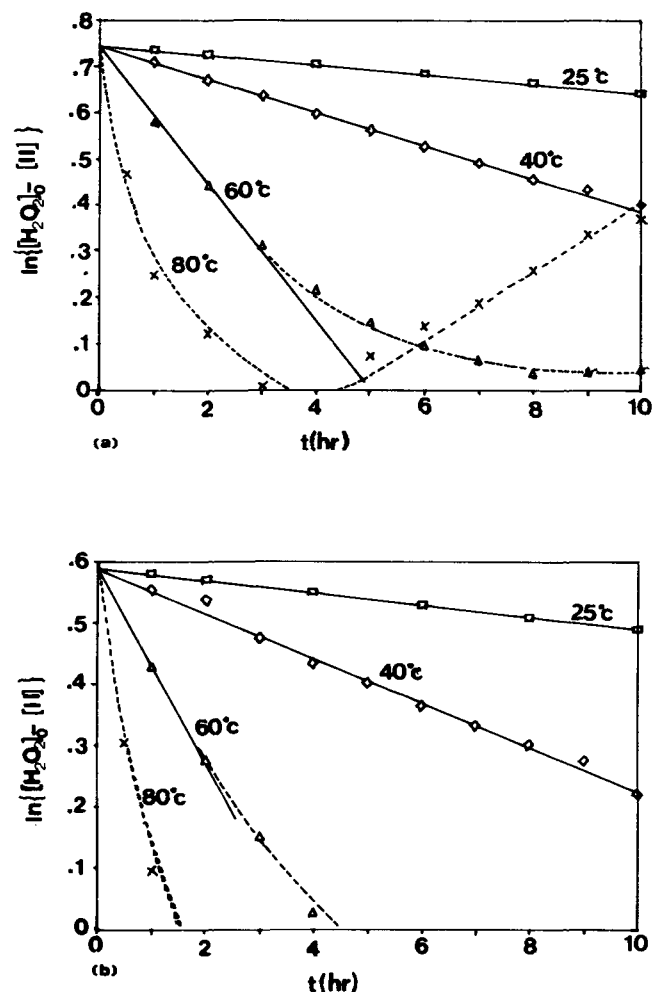 .8
.7
.6
.5
.4
.3
.2
.1
0
ln{[H₂O₂]₀- [II] }
25°c
40°c
60°c
80°c
0 2 4 6 8 10
(a)
t(hr)
.6
.5
.4
.3
.2
.1
0
ln{[H₂O₂]₀- [II] }
25°c
40°c
60°c
80°c
0 2 4 6 8 10
(b)
t(hr)